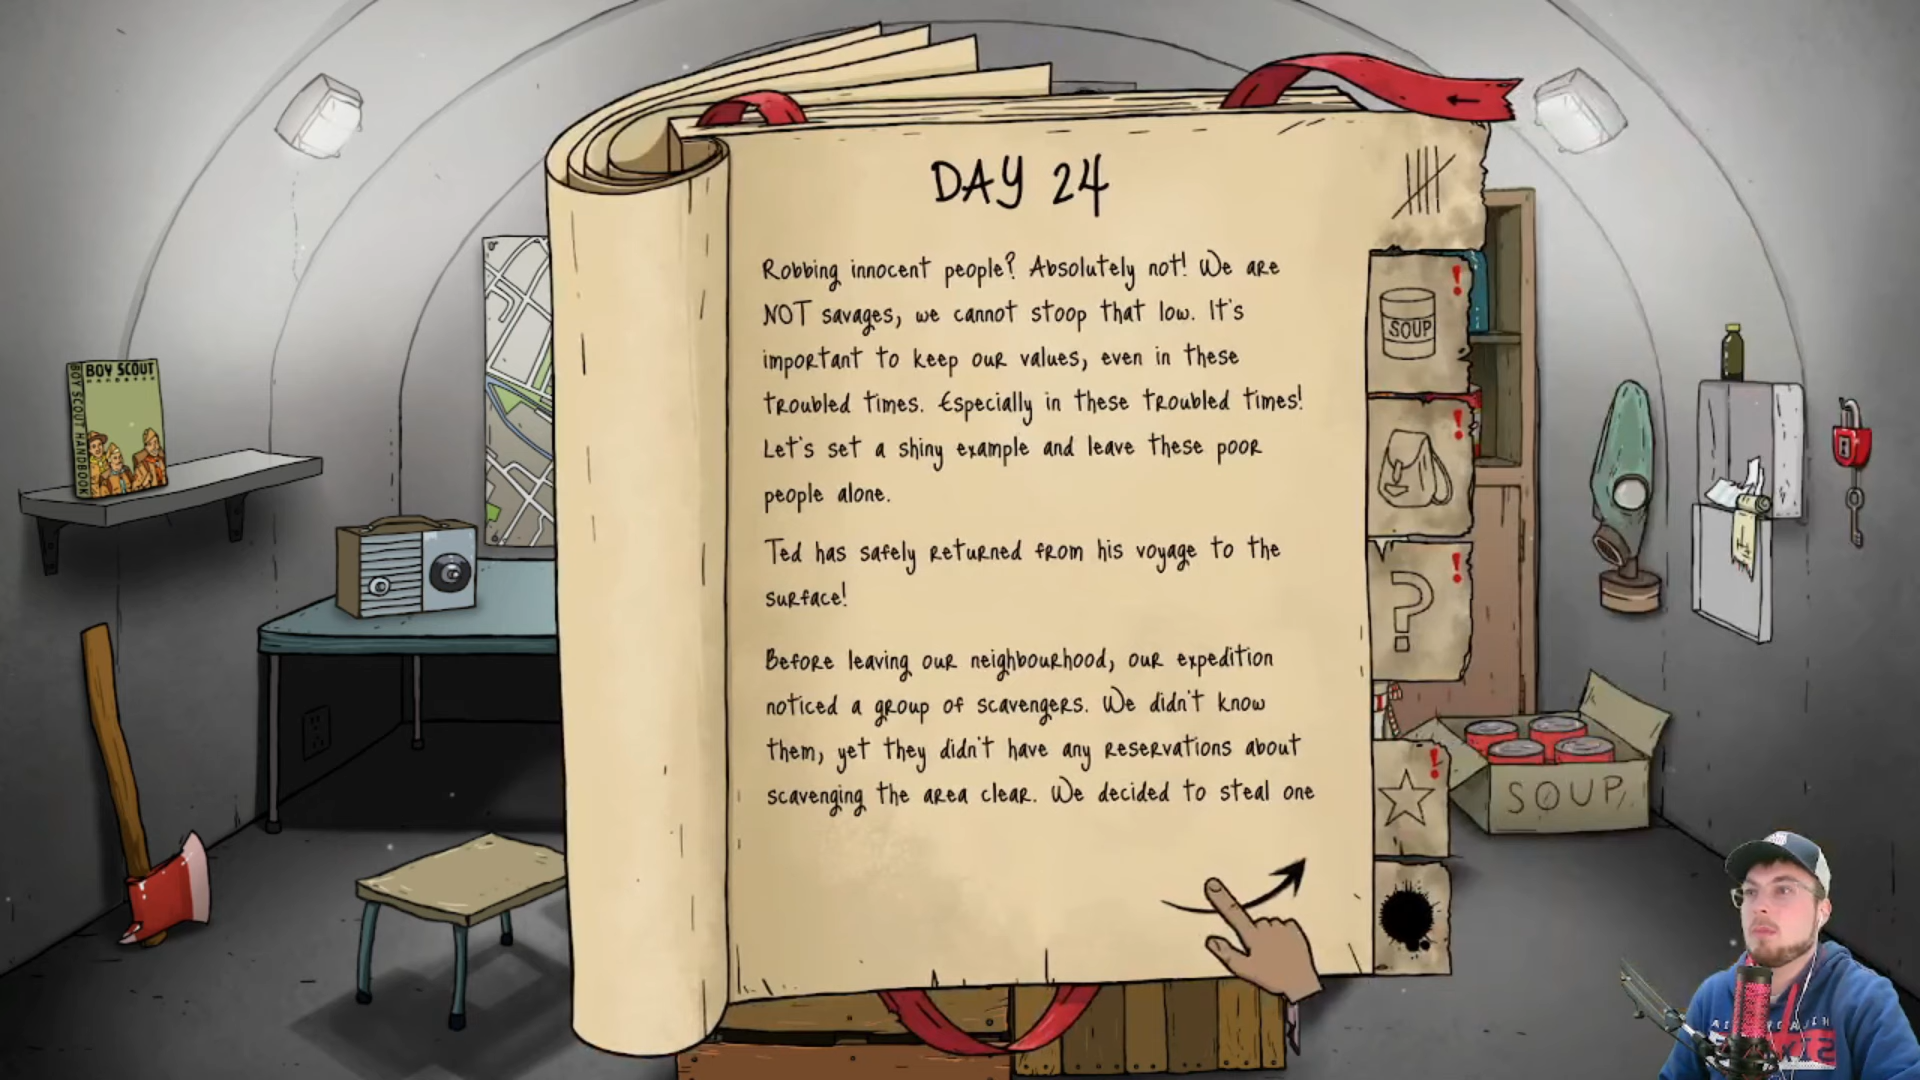 DAY 24
Robbing innocent people? Absolutely not! We are
NOT savages, we cannot stoop that low. It's
important to keep our values, even in these
troubled times. Especially in these troubled times!
Let's set a shiny example and leave these poor
people alone.
Ted has safely returned from his voyage to the
surface!
Before leaving our neighbourhood, our expedition
noticed a group of scavengers. We didn't know
them, yet they didn't have any reservations about
scavenging the area clear. We decided to steal one
SOUP
!
!
?
!
!
BOY SCOUT
HANDBOOK
BOY SCOUT HANDBOOK
SOUP